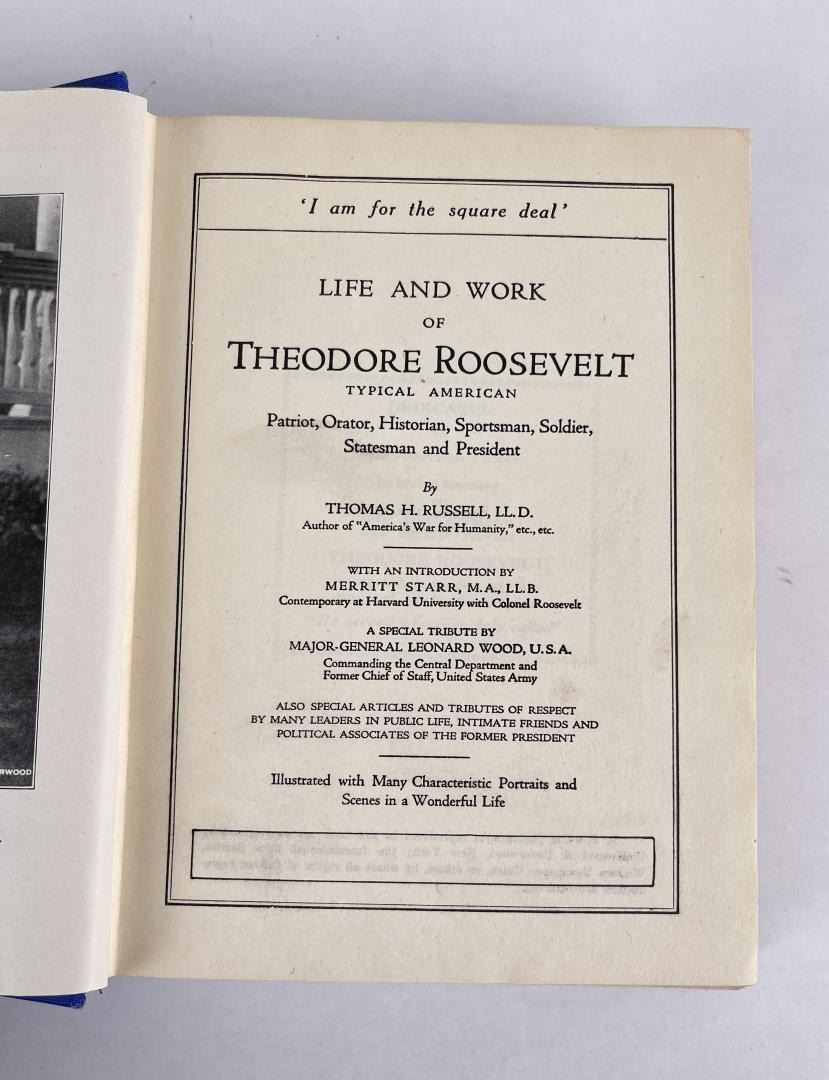 'I am for the square deal'
LIFE AND WORK
OF
THEODORE ROOSEVELT
TYPICAL AMERICAN
Patriot, Orator, Historian, Sportsman, Soldier,
Statesman and President
By
THOMAS H. RUSSELL, LL.D.
Author of "America's War for Humanity," etc., etc.
WITH AN INTRODUCTION BY
MERRITT STARR, M.A., LL.B.
Contemporary at Harvard University with Colonel Roosevelt
A SPECIAL TRIBUTE BY
MAJOR-GENERAL LEONARD WOOD, U.S.A.
Commanding the Central Department and
Former Chief of Staff, United States Army
ALSO SPECIAL ARTICLES AND TRIBUTES OF RESPECT
BY MANY LEADERS IN PUBLIC LIFE, INTIMATE FRIENDS AND
POLITICAL ASSOCIATES OF THE FORMER PRESIDENT
Illustrated with Many Characteristic Portraits and
Scenes in a Wonderful Life
RWOOD